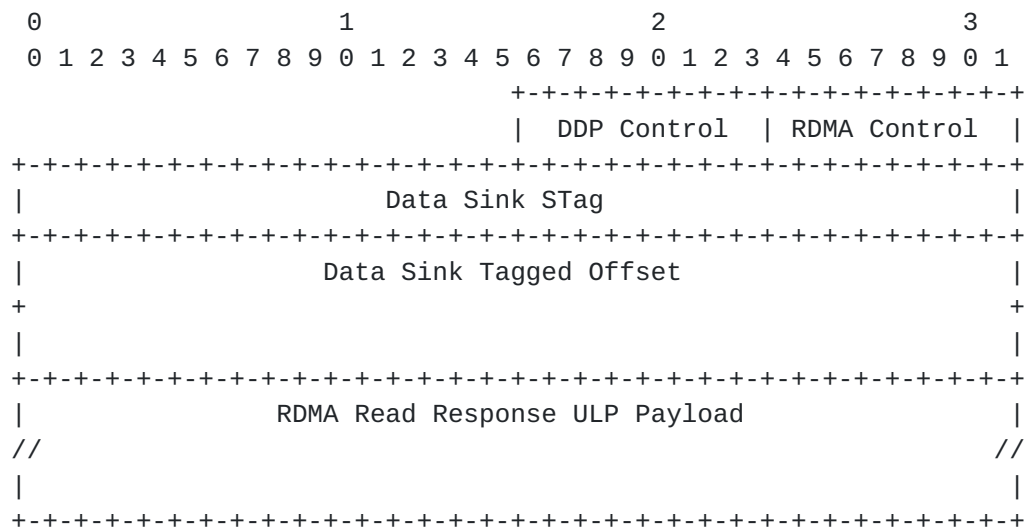 0                   1                   2                   3
 0 1 2 3 4 5 6 7 8 9 0 1 2 3 4 5 6 7 8 9 0 1 2 3 4 5 6 7 8 9 0 1
                                +-+-+-+-+-+-+-+-+-+-+-+-+-+-+-+-+
                                |  DDP Control  | RDMA Control  |
+-+-+-+-+-+-+-+-+-+-+-+-+-+-+-+-+-+-+-+-+-+-+-+-+-+-+-+-+-+-+-+-+
|                       Data Sink STag                          |
+-+-+-+-+-+-+-+-+-+-+-+-+-+-+-+-+-+-+-+-+-+-+-+-+-+-+-+-+-+-+-+-+
|                   Data Sink Tagged Offset                     |
+                                                               +
|                                                               |
+-+-+-+-+-+-+-+-+-+-+-+-+-+-+-+-+-+-+-+-+-+-+-+-+-+-+-+-+-+-+-+-+
|                RDMA Read Response ULP Payload                 |
//                                                             //
|                                                               |
+-+-+-+-+-+-+-+-+-+-+-+-+-+-+-+-+-+-+-+-+-+-+-+-+-+-+-+-+-+-+-+-+